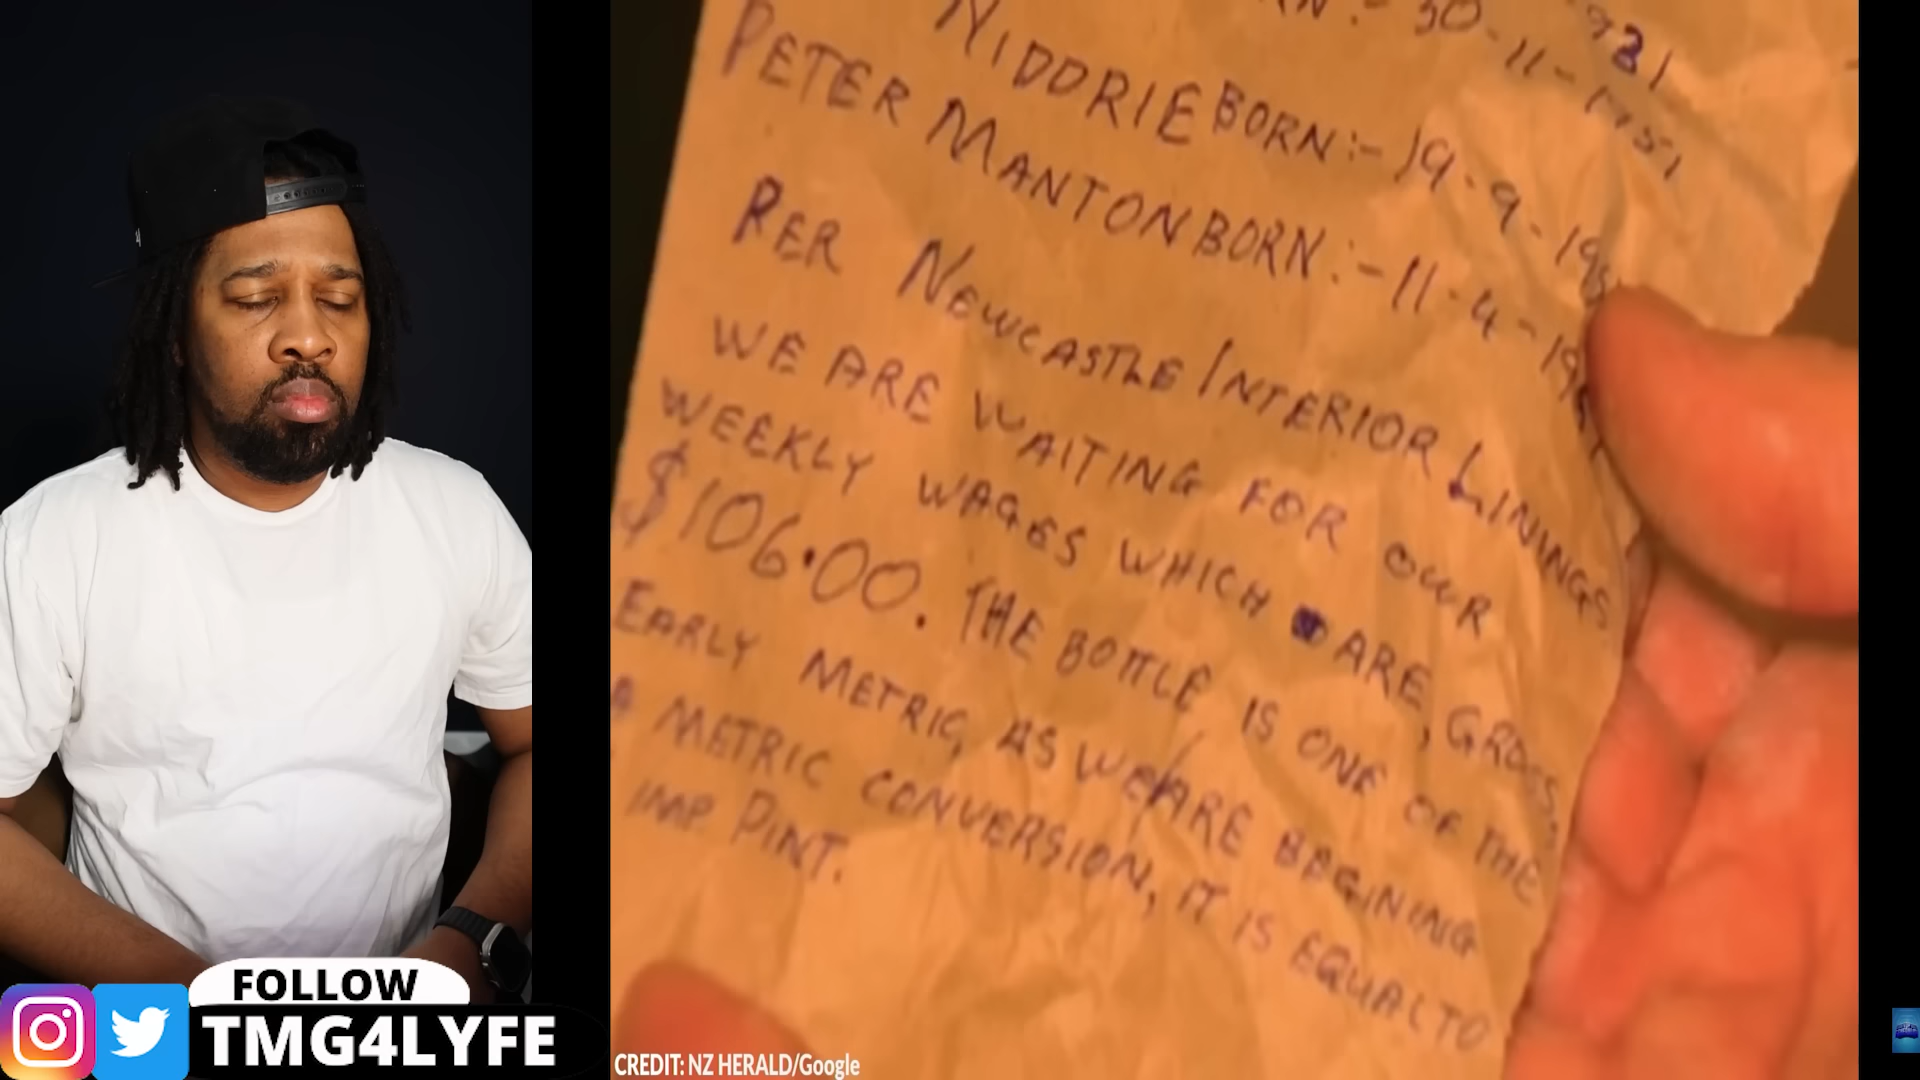 NIDDRIE BORN:- 19-9-19
PETER MANTON BORN:- 11-4-19
RER NEWCASTLE INTERIOR LININGS
WE ARE WAITING FOR OUR
WEEKLY WAGES WHICH ARE, GROSS,
$106.00. THE BOTTLE IS ONE OF THE
EARLY METRIC, AS WE/ARE BEGINING
A METRIC CONVERSION, IT IS EQUAL TO
IMP PINT.
CREDIT: NZ HERALD/Google
FOLLOW
TMG4LYFE